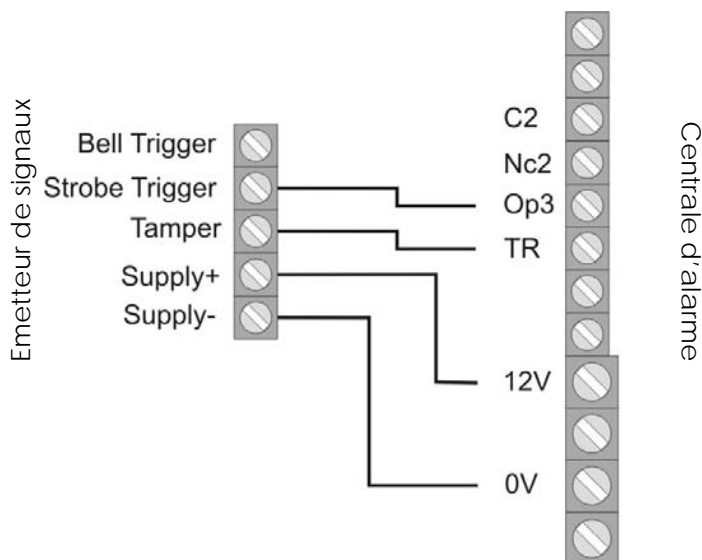 Emetteur de signaux
Bell Trigger
Strobe Trigger
Tamper
Supply+
Supply-
C2
Nc2
Op3
TR
12V
0V
Centrale d'alarme